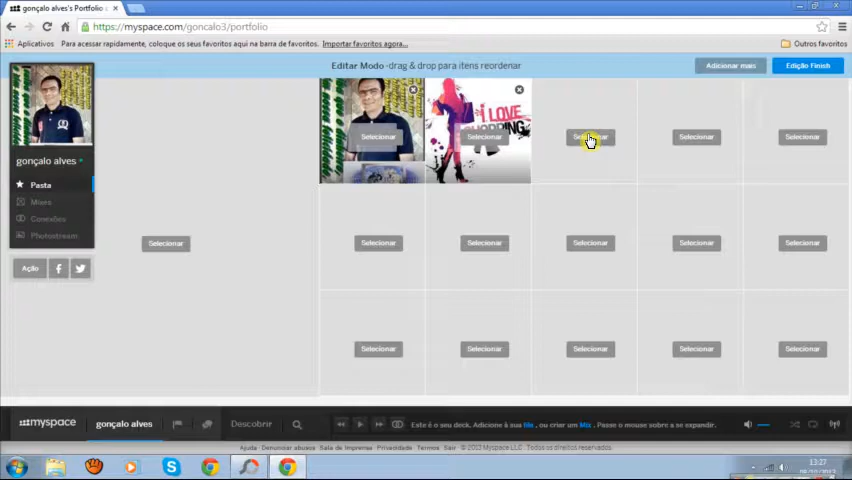 gonçalo alves's Portfolio
https://myspace.com/goncalo3/portfolio
Aplicativos Para acessar rapidamente, coloque os seus favoritos aqui na barra de favoritos. Importar favoritos agora... Outros favoritos
Editar Modo -drag & drop para itens reordenar Adicionar mais Edição Finish
I LOVE
SHOPPING
Selecionar Selecionar Selecionar Selecionar Selecionar
gonçalo alves
Pasta
Mixes
Conexões
Photostream
Selecionar
Selecionar Selecionar Selecionar Selecionar Selecionar
Ação
Selecionar Selecionar Selecionar Selecionar Selecionar
myspace gonçalo alves Descobrir Este é o seu deck. Adicione à sua fila , ou criar um Mix . Passe o mouse sobre a se expandir.
Ajuda · Denunciar abusos · Sala de Imprensa · Privacidade · Termos · Sair · © 2013 Myspace LLC . Todos os direitos reservados.
13:27